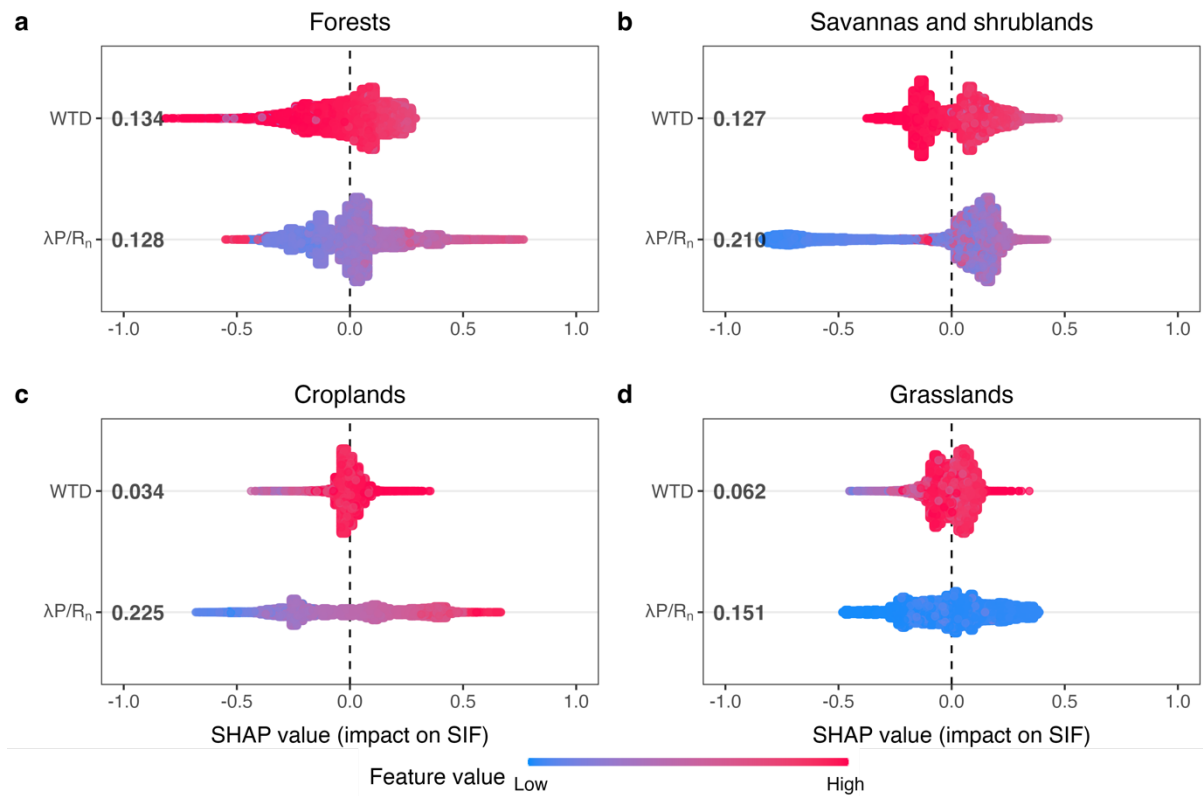 a Forests
WTD 0.134
λP/Rn 0.128
-1.0 -0.5 0.0 0.5 1.0
b Savannas and shrublands
WTD 0.127
λP/Rn 0.210
-1.0 -0.5 0.0 0.5 1.0
c Croplands
WTD 0.034
λP/Rn 0.225
-1.0 -0.5 0.0 0.5 1.0
SHAP value (impact on SIF)
d Grasslands
WTD 0.062
λP/Rn 0.151
-1.0 -0.5 0.0 0.5 1.0
SHAP value (impact on SIF)
Feature value Low High